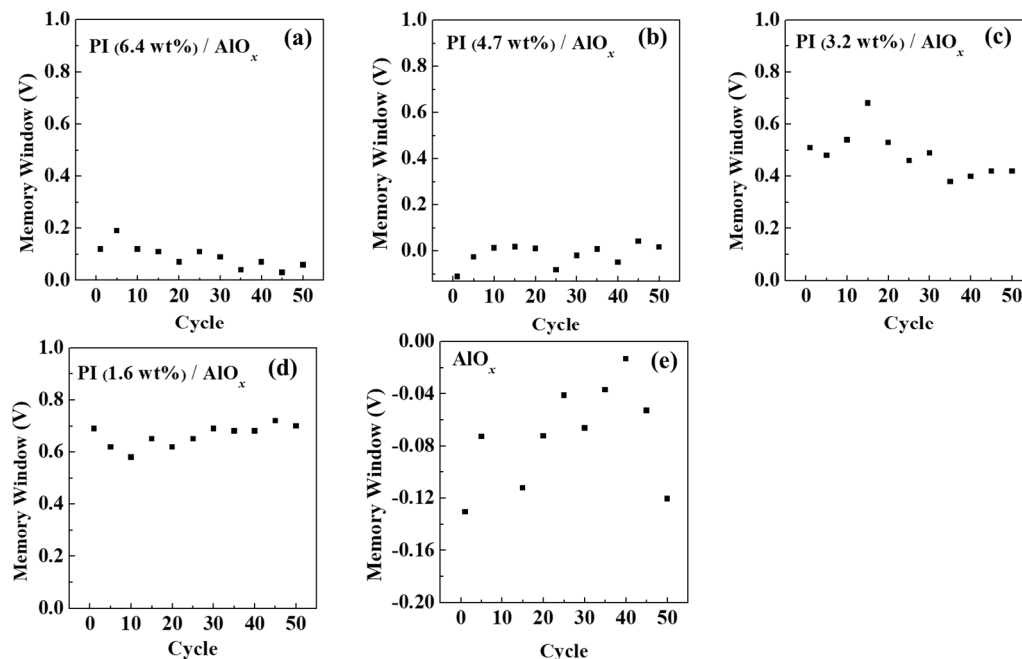 PI (6.4 wt%) / AlOx
(a)
Memory Window (V)
1.0
0.8
0.6
0.4
0.2
0.0
0 10 20 30 40 50
Cycle
PI (4.7 wt%) / AlOx
(b)
Memory Window (V)
1.0
0.8
0.6
0.4
0.2
0.0
0 10 20 30 40 50
Cycle
PI (3.2 wt%) / AlOx
(c)
Memory Window (V)
1.0
0.8
0.6
0.4
0.2
0.0
0 10 20 30 40 50
Cycle
PI (1.6 wt%) / AlOx
(d)
Memory Window (V)
1.0
0.8
0.6
0.4
0.2
0.0
0 10 20 30 40 50
Cycle
AlOx
(e)
Memory Window (V)
0.00
-0.04
-0.08
-0.12
-0.16
-0.20
0 10 20 30 40 50
Cycle